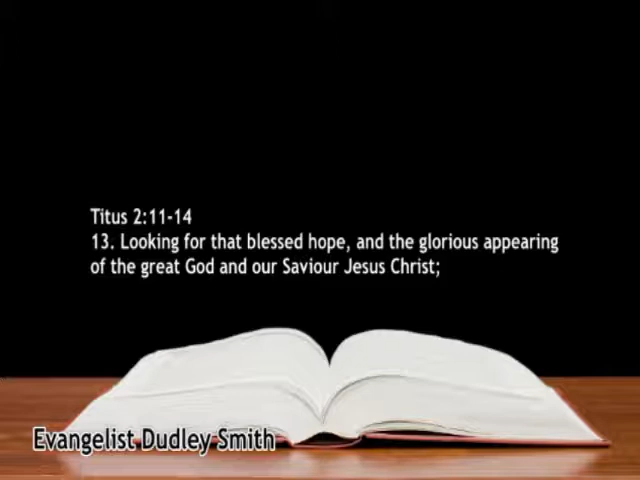 Titus 2:11-14
13. Looking for that blessed hope, and the glorious appearing
of the great God and our Saviour Jesus Christ;
Evangelist Dudley Smith